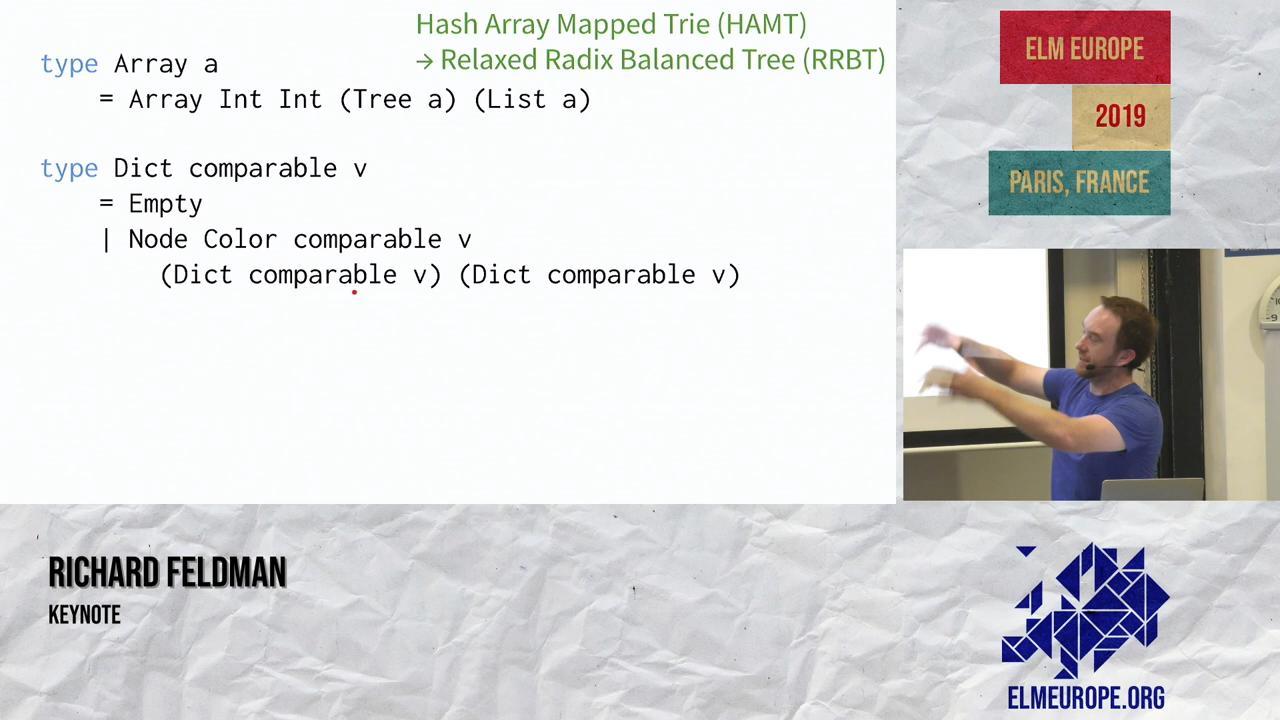 Hash Array Mapped Trie (HAMT)
→ Relaxed Radix Balanced Tree (RRBT)
type Array a
= Array Int Int (Tree a) (List a)
type Dict comparable v
= Empty
| Node Color comparable v
(Dict comparable v) (Dict comparable v)
ELM EUROPE
2019
PARIS, FRANCE
RICHARD FELDMAN
KEYNOTE
ELMEUROPE.ORG